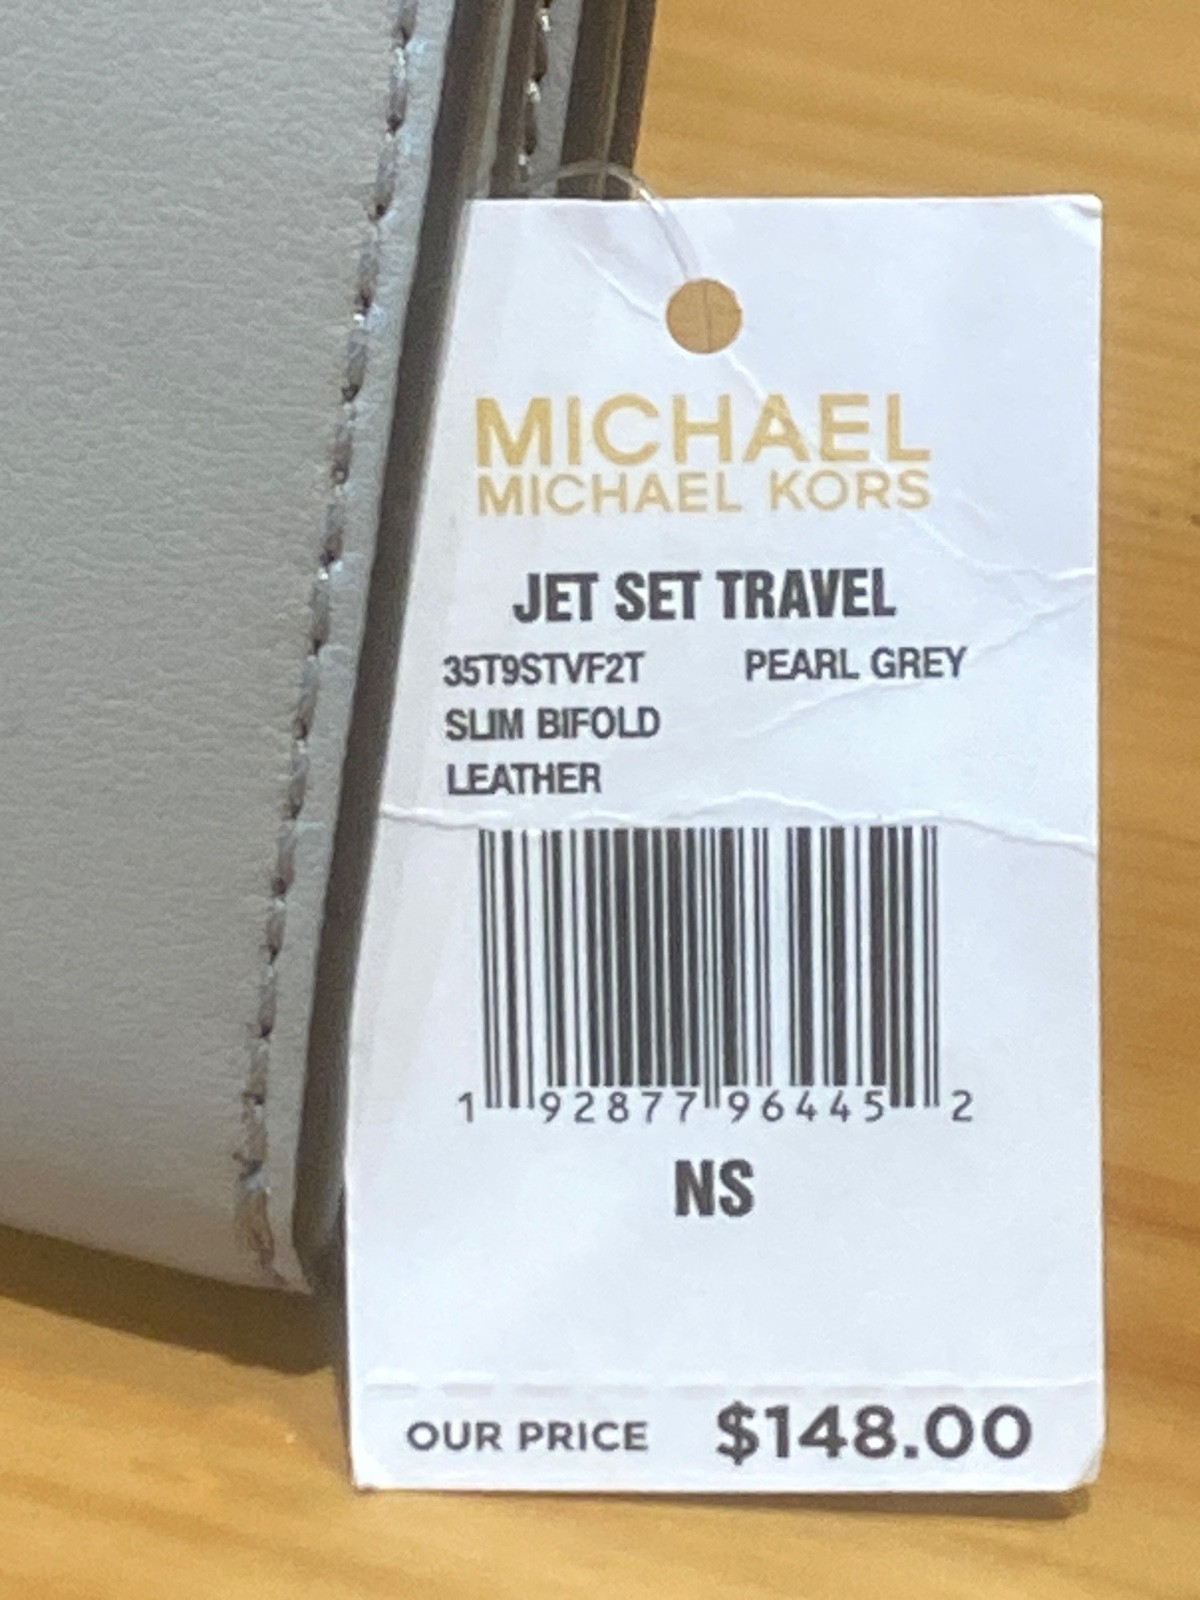 MICHAEL
MICHAEL KORS
JET SET TRAVEL
35T9STVF2T PEARL GREY
SLIM BIFOLD
LEATHER
1 92877 96445 2
NS
OUR PRICE $148.00